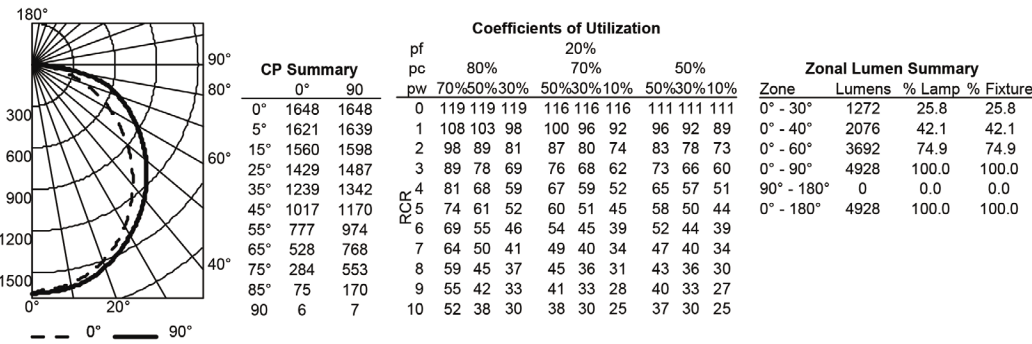 180°
90°
80°
60°
40°
20°
0°
300
600
900
1200
1500
0° 90°
CP Summary
0° 90
0° 1648 1648
5° 1621 1639
15° 1560 1598
25° 1429 1487
35° 1239 1342
45° 1017 1170
55° 777 974
65° 528 768
75° 284 553
85° 75 170
90 6 7
Coefficients of Utilization
pf 20%
pc 80% 70% 50%
pw 70%50%30% 50%30%10% 50%30%10%
RCR
0 119 119 119 116 116 116 111 111 111
1 108 103 98 100 96 92 96 92 89
2 98 89 81 87 80 74 83 78 73
3 89 78 69 76 68 62 73 66 60
4 81 68 59 67 59 52 65 57 51
5 74 61 52 60 51 45 58 50 44
6 69 55 46 54 45 39 52 44 39
7 64 50 41 49 40 34 47 40 34
8 59 45 37 45 36 31 43 36 30
9 55 42 33 41 33 28 40 33 27
10 52 38 30 38 30 25 37 30 25
Zonal Lumen Summary
Zone Lumens % Lamp % Fixture
0° - 30° 1272 25.8 25.8
0° - 40° 2076 42.1 42.1
0° - 60° 3692 74.9 74.9
0° - 90° 4928 100.0 100.0
90° - 180° 0 0.0 0.0
0° - 180° 4928 100.0 100.0